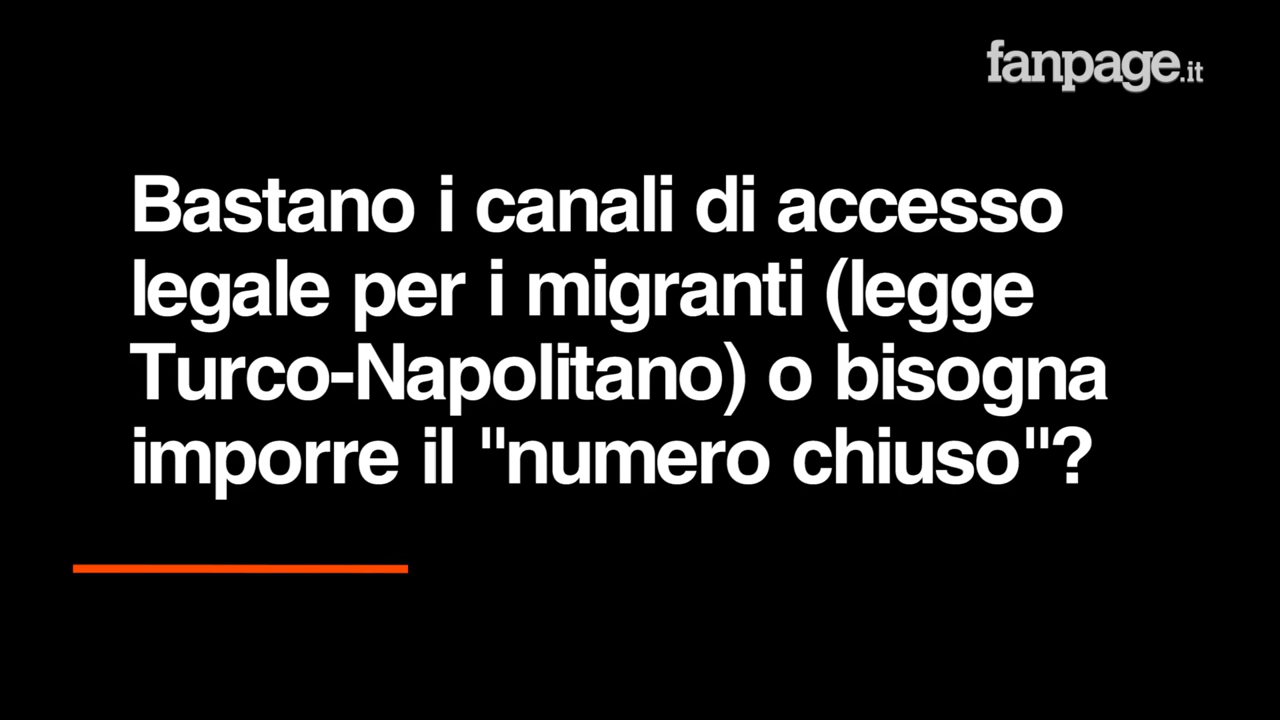 fanpage.it
Bastano i canali di accesso
legale per i migranti (legge
Turco-Napolitano) o bisogna
imporre il "numero chiuso"?